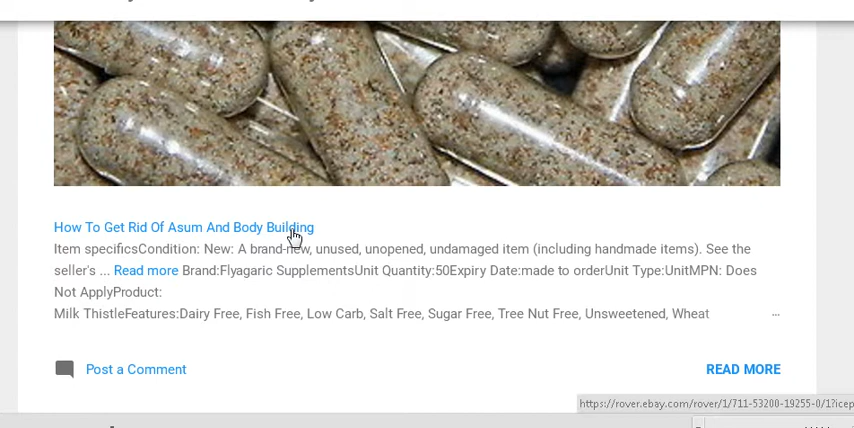 How To Get Rid Of Asum And Body Building
Item specificsCondition: New: A brand-new, unused, unopened, undamaged item (including handmade items). See the
seller's ... Read more Brand:Flyagaric SupplementsUnit Quantity:50Expiry Date:made to orderUnit Type:UnitMPN: Does
Not ApplyProduct:
Milk ThistleFeatures:Dairy Free, Fish Free, Low Carb, Salt Free, Sugar Free, Tree Nut Free, Unsweetened, Wheat ...
Post a Comment READ MORE
https://rover.ebay.com/rover/1/711-53200-19255-0/1?icep